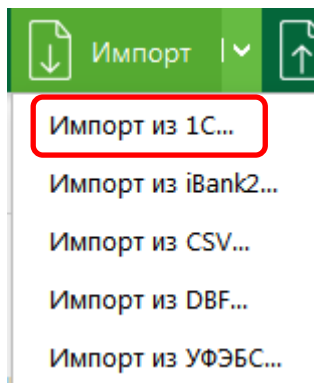 Импорт
Импорт из 1С...
Импорт из iBank2...
Импорт из CSV...
Импорт из DBF...
Импорт из УФЭБС...